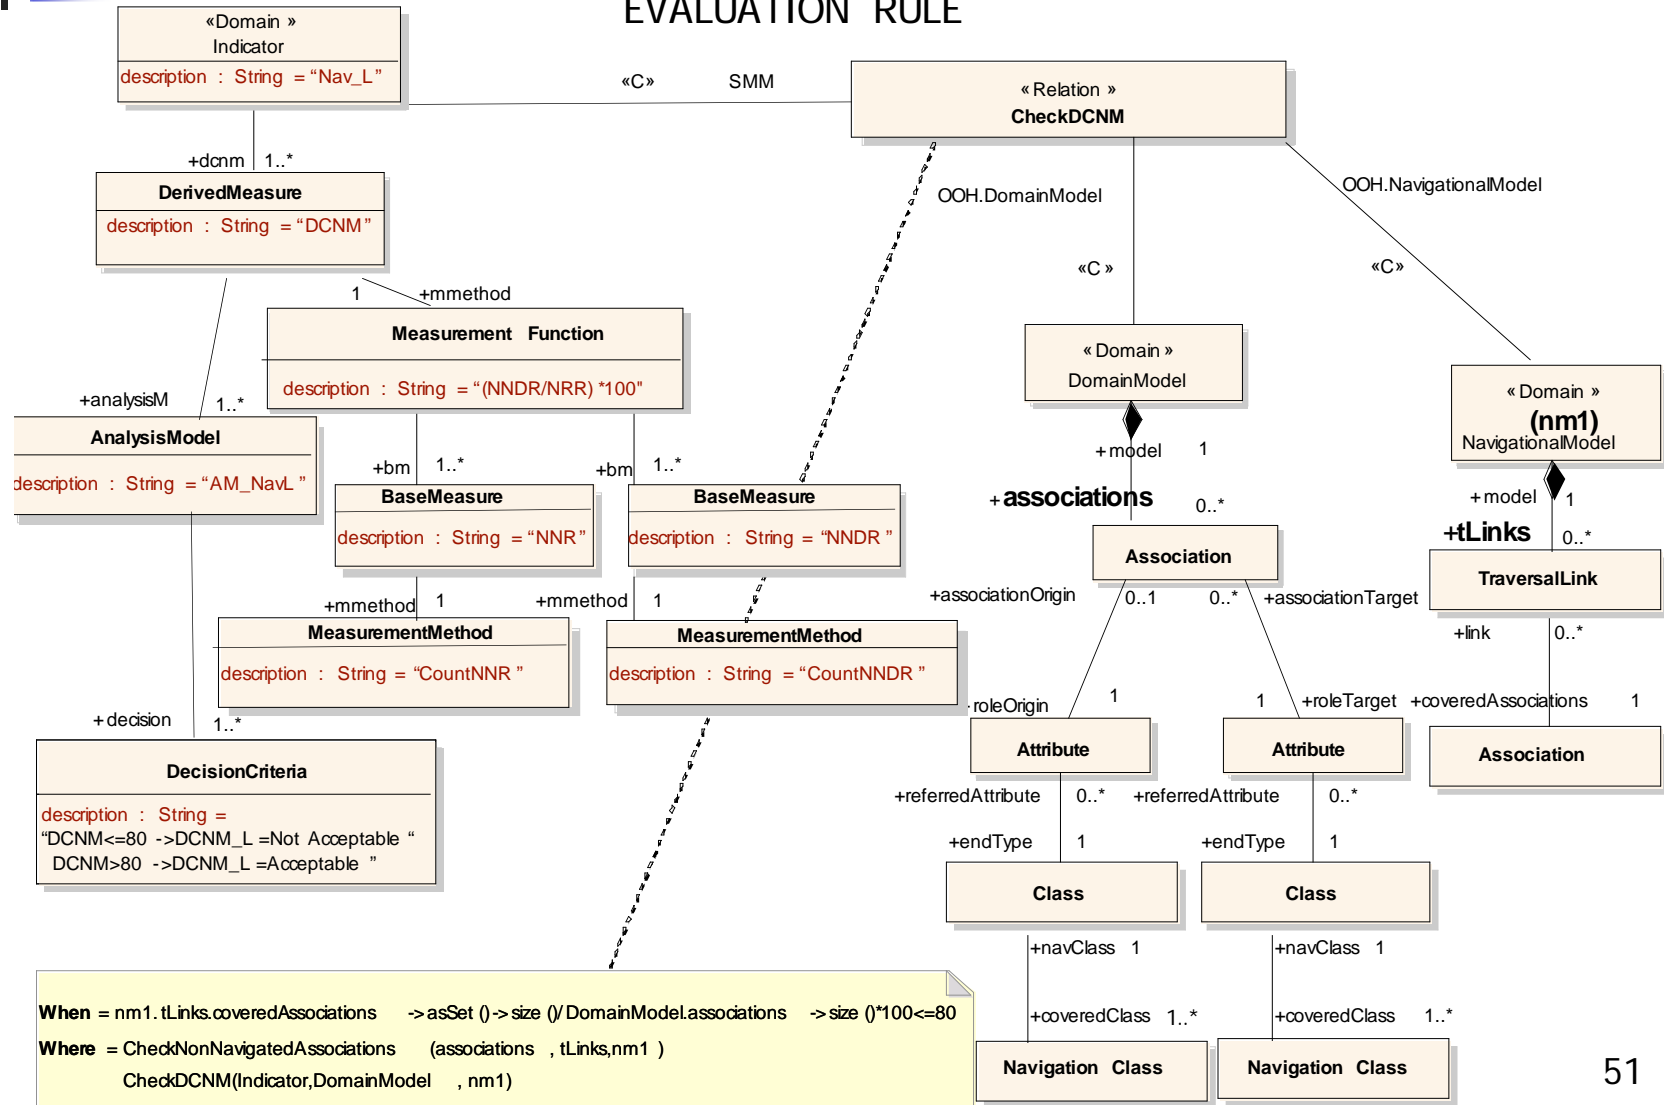 EVALUATION RULE
«Domain »
Indicator
description : String = “Nav_L”
«C» SMM
« Relation »
CheckDCNM
+dcnm 1..*
DerivedMeasure
description : String = “DCNM”
OOH.DomainModel
OOH.NavigationalModel
«C »
«C»
1 +mmethod
Measurement Function
description : String = “(NNDR/NRR) *100"
« Domain »
DomainModel
« Domain »
(nm1)
NavigationalModel
+analysisM 1..*
AnalysisModel
description : String = “AM_NavL ”
+bm 1..*
+bm 1..*
BaseMeasure
description : String = “NNR”
BaseMeasure
description : String = “NNDR ”
+ model 1
+ associations 0..*
+ model 1
+tLinks 0..*
Association
TraversalLink
+mmethod 1
+mmethod 1
MeasurementMethod
description : String = “CountNNR ”
MeasurementMethod
description : String = “CountNNDR ”
+associationOrigin 0..1 0..* +associationTarget
+link 0..*
roleOrigin 1
1 +roleTarget
+coveredAssociations 1
Attribute
Attribute
Association
+ decision 1..*
DecisionCriteria
description : String =
“DCNM<=80 ->DCNM_L =Not Acceptable “
DCNM>80 ->DCNM_L =Acceptable ”
+referredAttribute 0..* +referredAttribute 0..*
+endType 1
+endType 1
Class
Class
+navClass 1
+navClass 1
+coveredClass 1..*
+coveredClass 1..*
Navigation Class
Navigation Class
When = nm1. tLinks.coveredAssociations ->asSet ()->size ()/ DomainModel.associations ->size ()*100<=80
Where = CheckNonNavigatedAssociations (associations , tLinks,nm1 )
CheckDCNM(Indicator,DomainModel , nm1)
51